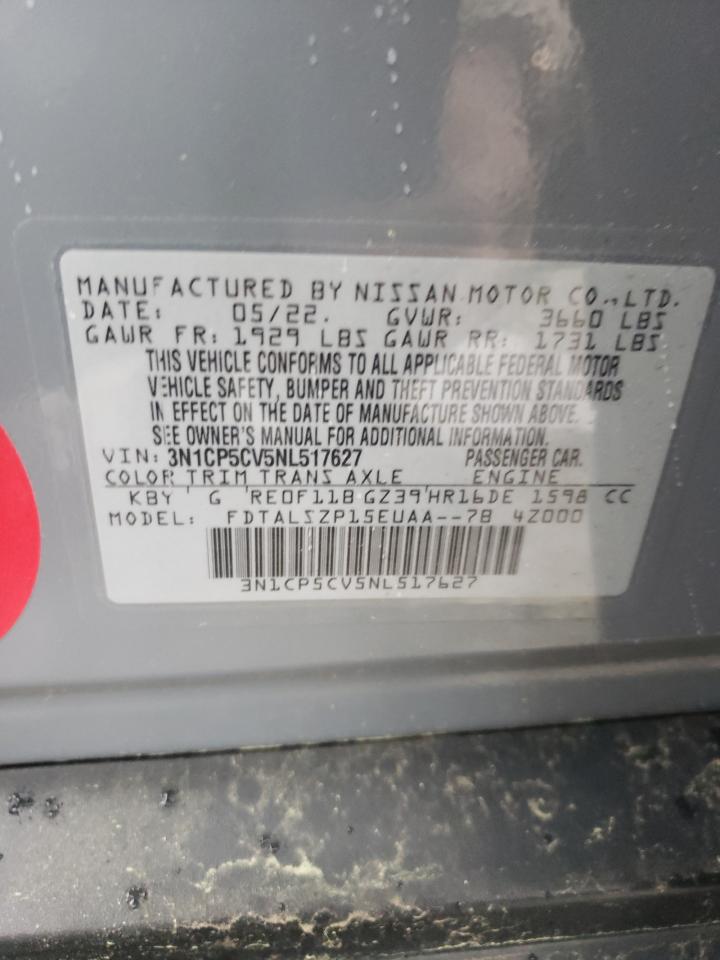 MANUFACTURED BY NISSAN MOTOR CO., LTD.
DATE: 05/22. GVWR: 3660 LBS
GAWR FR: 1929 LBS GAWR RR: 1731 LBS
THIS VEHICLE CONFORMS TO ALL APPLICABLE FEDERAL MOTOR
VEHICLE SAFETY, BUMPER AND THEFT PREVENTION STANDARDS
IN EFFECT ON THE DATE OF MANUFACTURE SHOWN ABOVE.
SEE OWNER'S MANUAL FOR ADDITIONAL INFORMATION.
VIN: 3N1CP5CV5NL517627 PASSENGER CAR.
COLOR TRIM TRANS AXLE ENGINE
KBY G RE0F11B GZ39 HR16DE 1598 CC
MODEL: FDTALSZP15EUAA--7B 4Z000
3N1CP5CV5NL517627